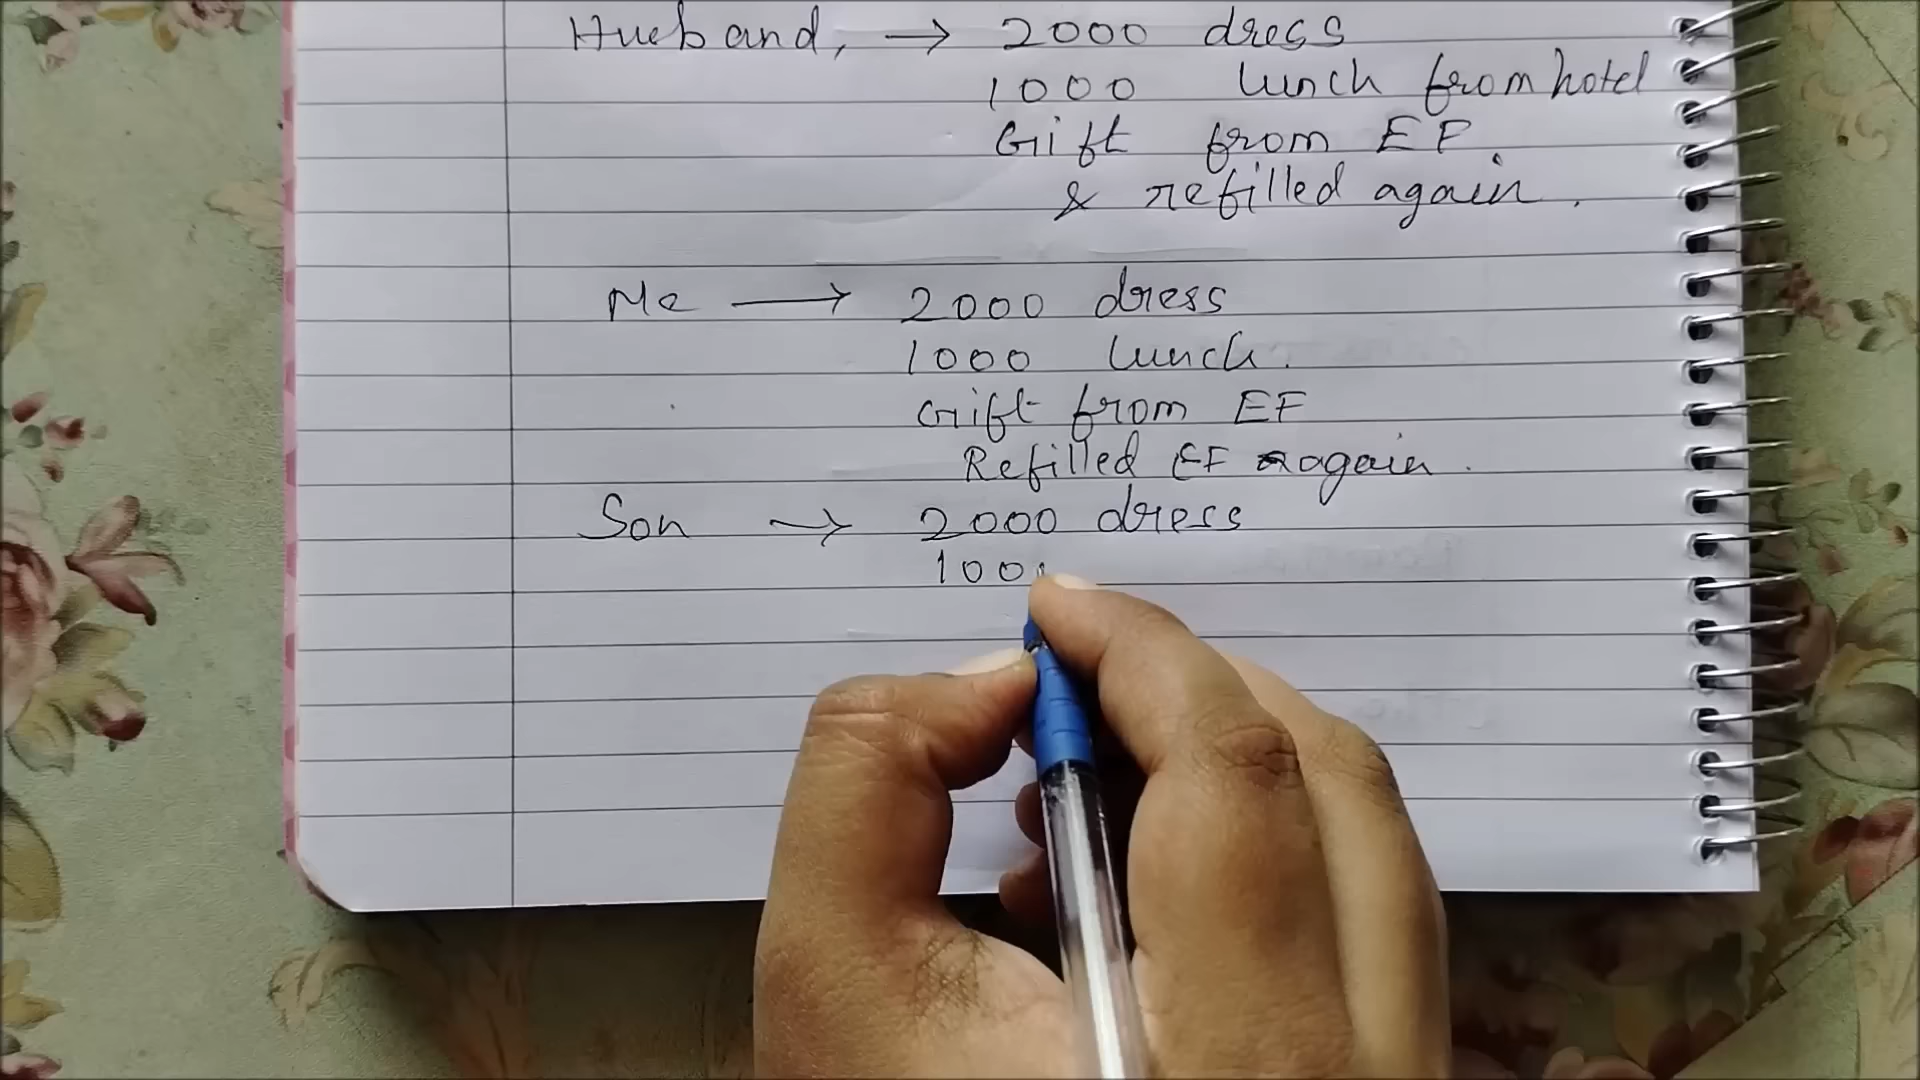 Husband, → 2000 dress
1000 lunch from hotel
Gift from EF
& refilled again.
Me → 2000 dress
1000 lunch.
Gift from EF
Refilled EF again.
Son → 2000 dress
100